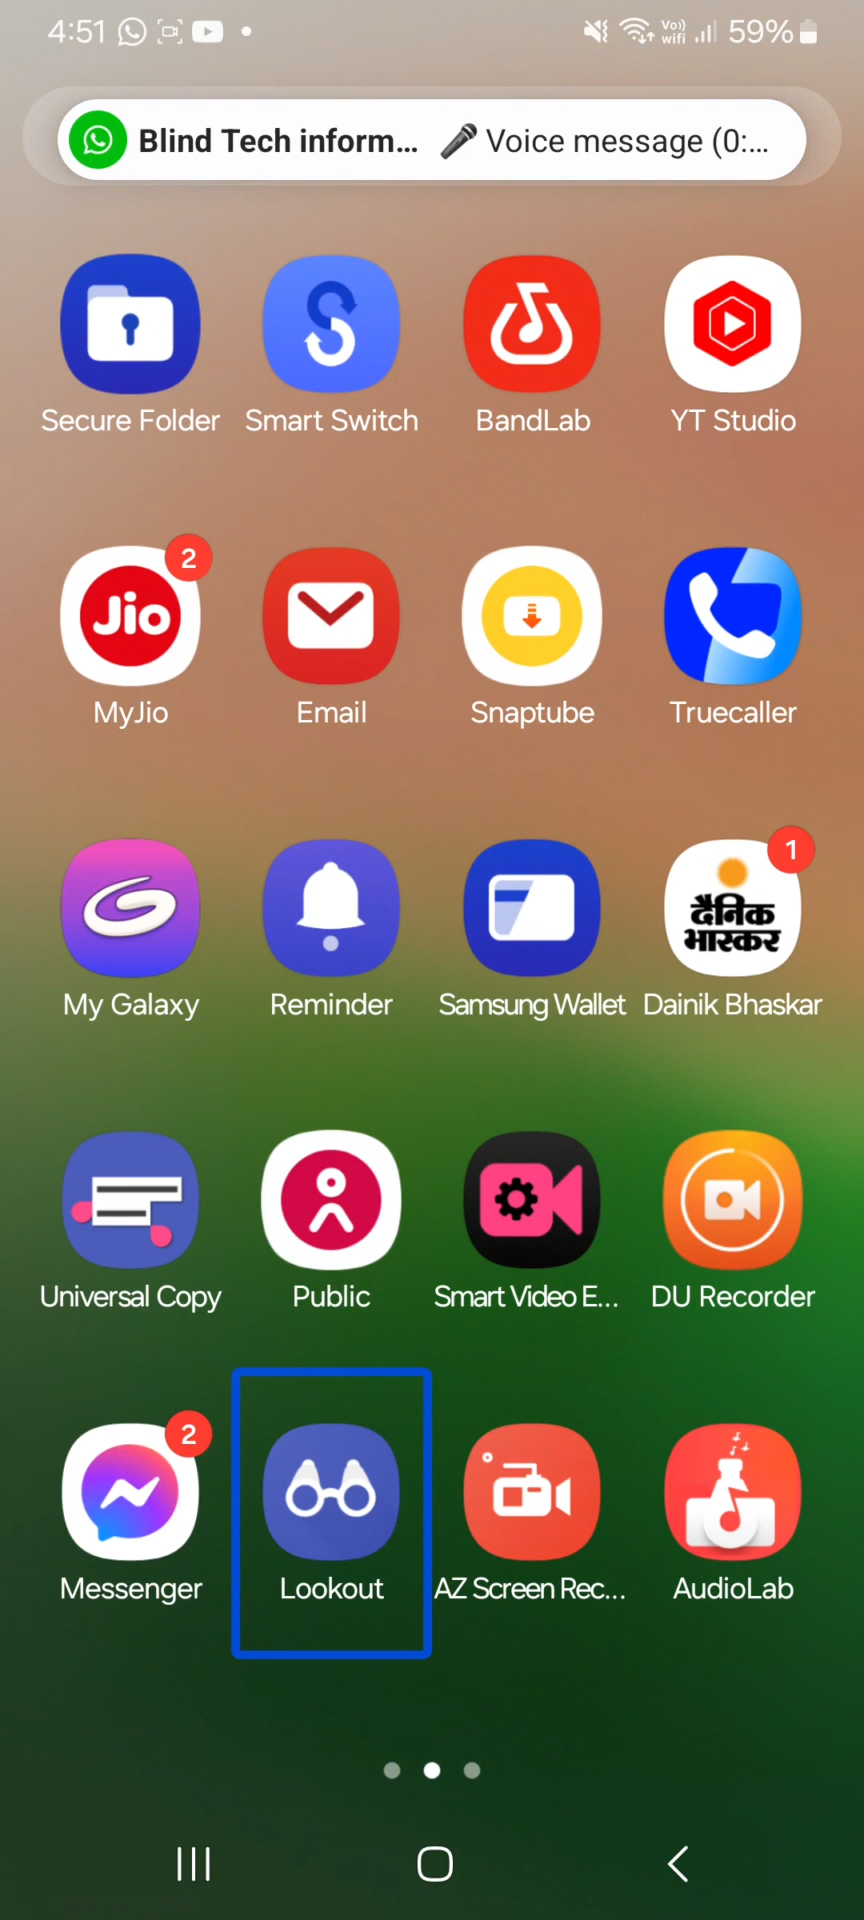 4:51
Vo))
wifi
59%
Blind Tech inform... Voice message (0:...
Secure Folder
Smart Switch
BandLab
YT Studio
2
Jio
MyJio
Email
Snaptube
Truecaller
My Galaxy
Reminder
Samsung Wallet
1
दैनिक
भास्कर
Dainik Bhaskar
Universal Copy
Public
Smart Video E...
DU Recorder
2
Messenger
Lookout
AZ Screen Rec...
AudioLab